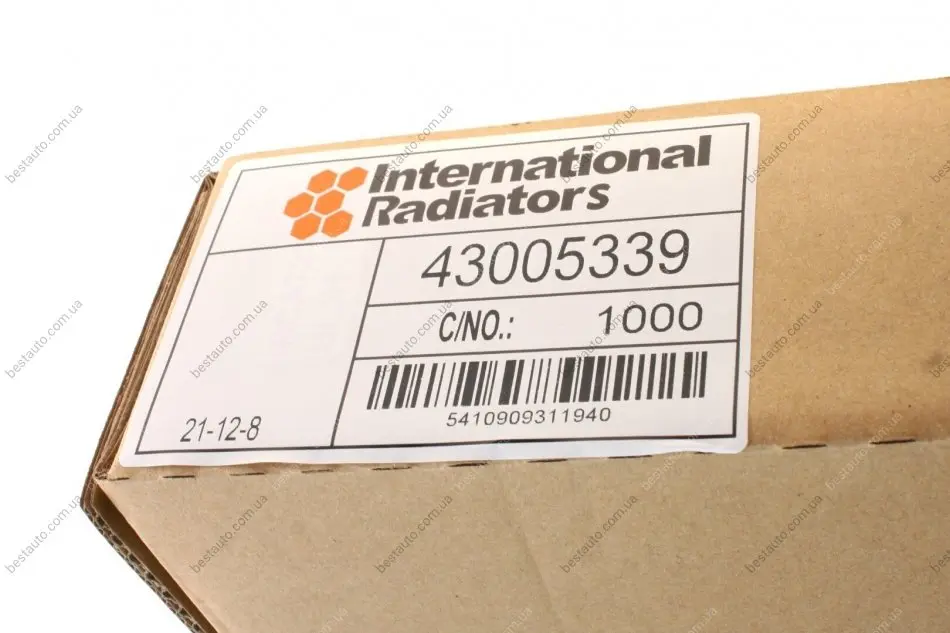 International
Radiators
43005339
C/NO.: 1000
5410909311940
21-12-8
bestauto.com.ua